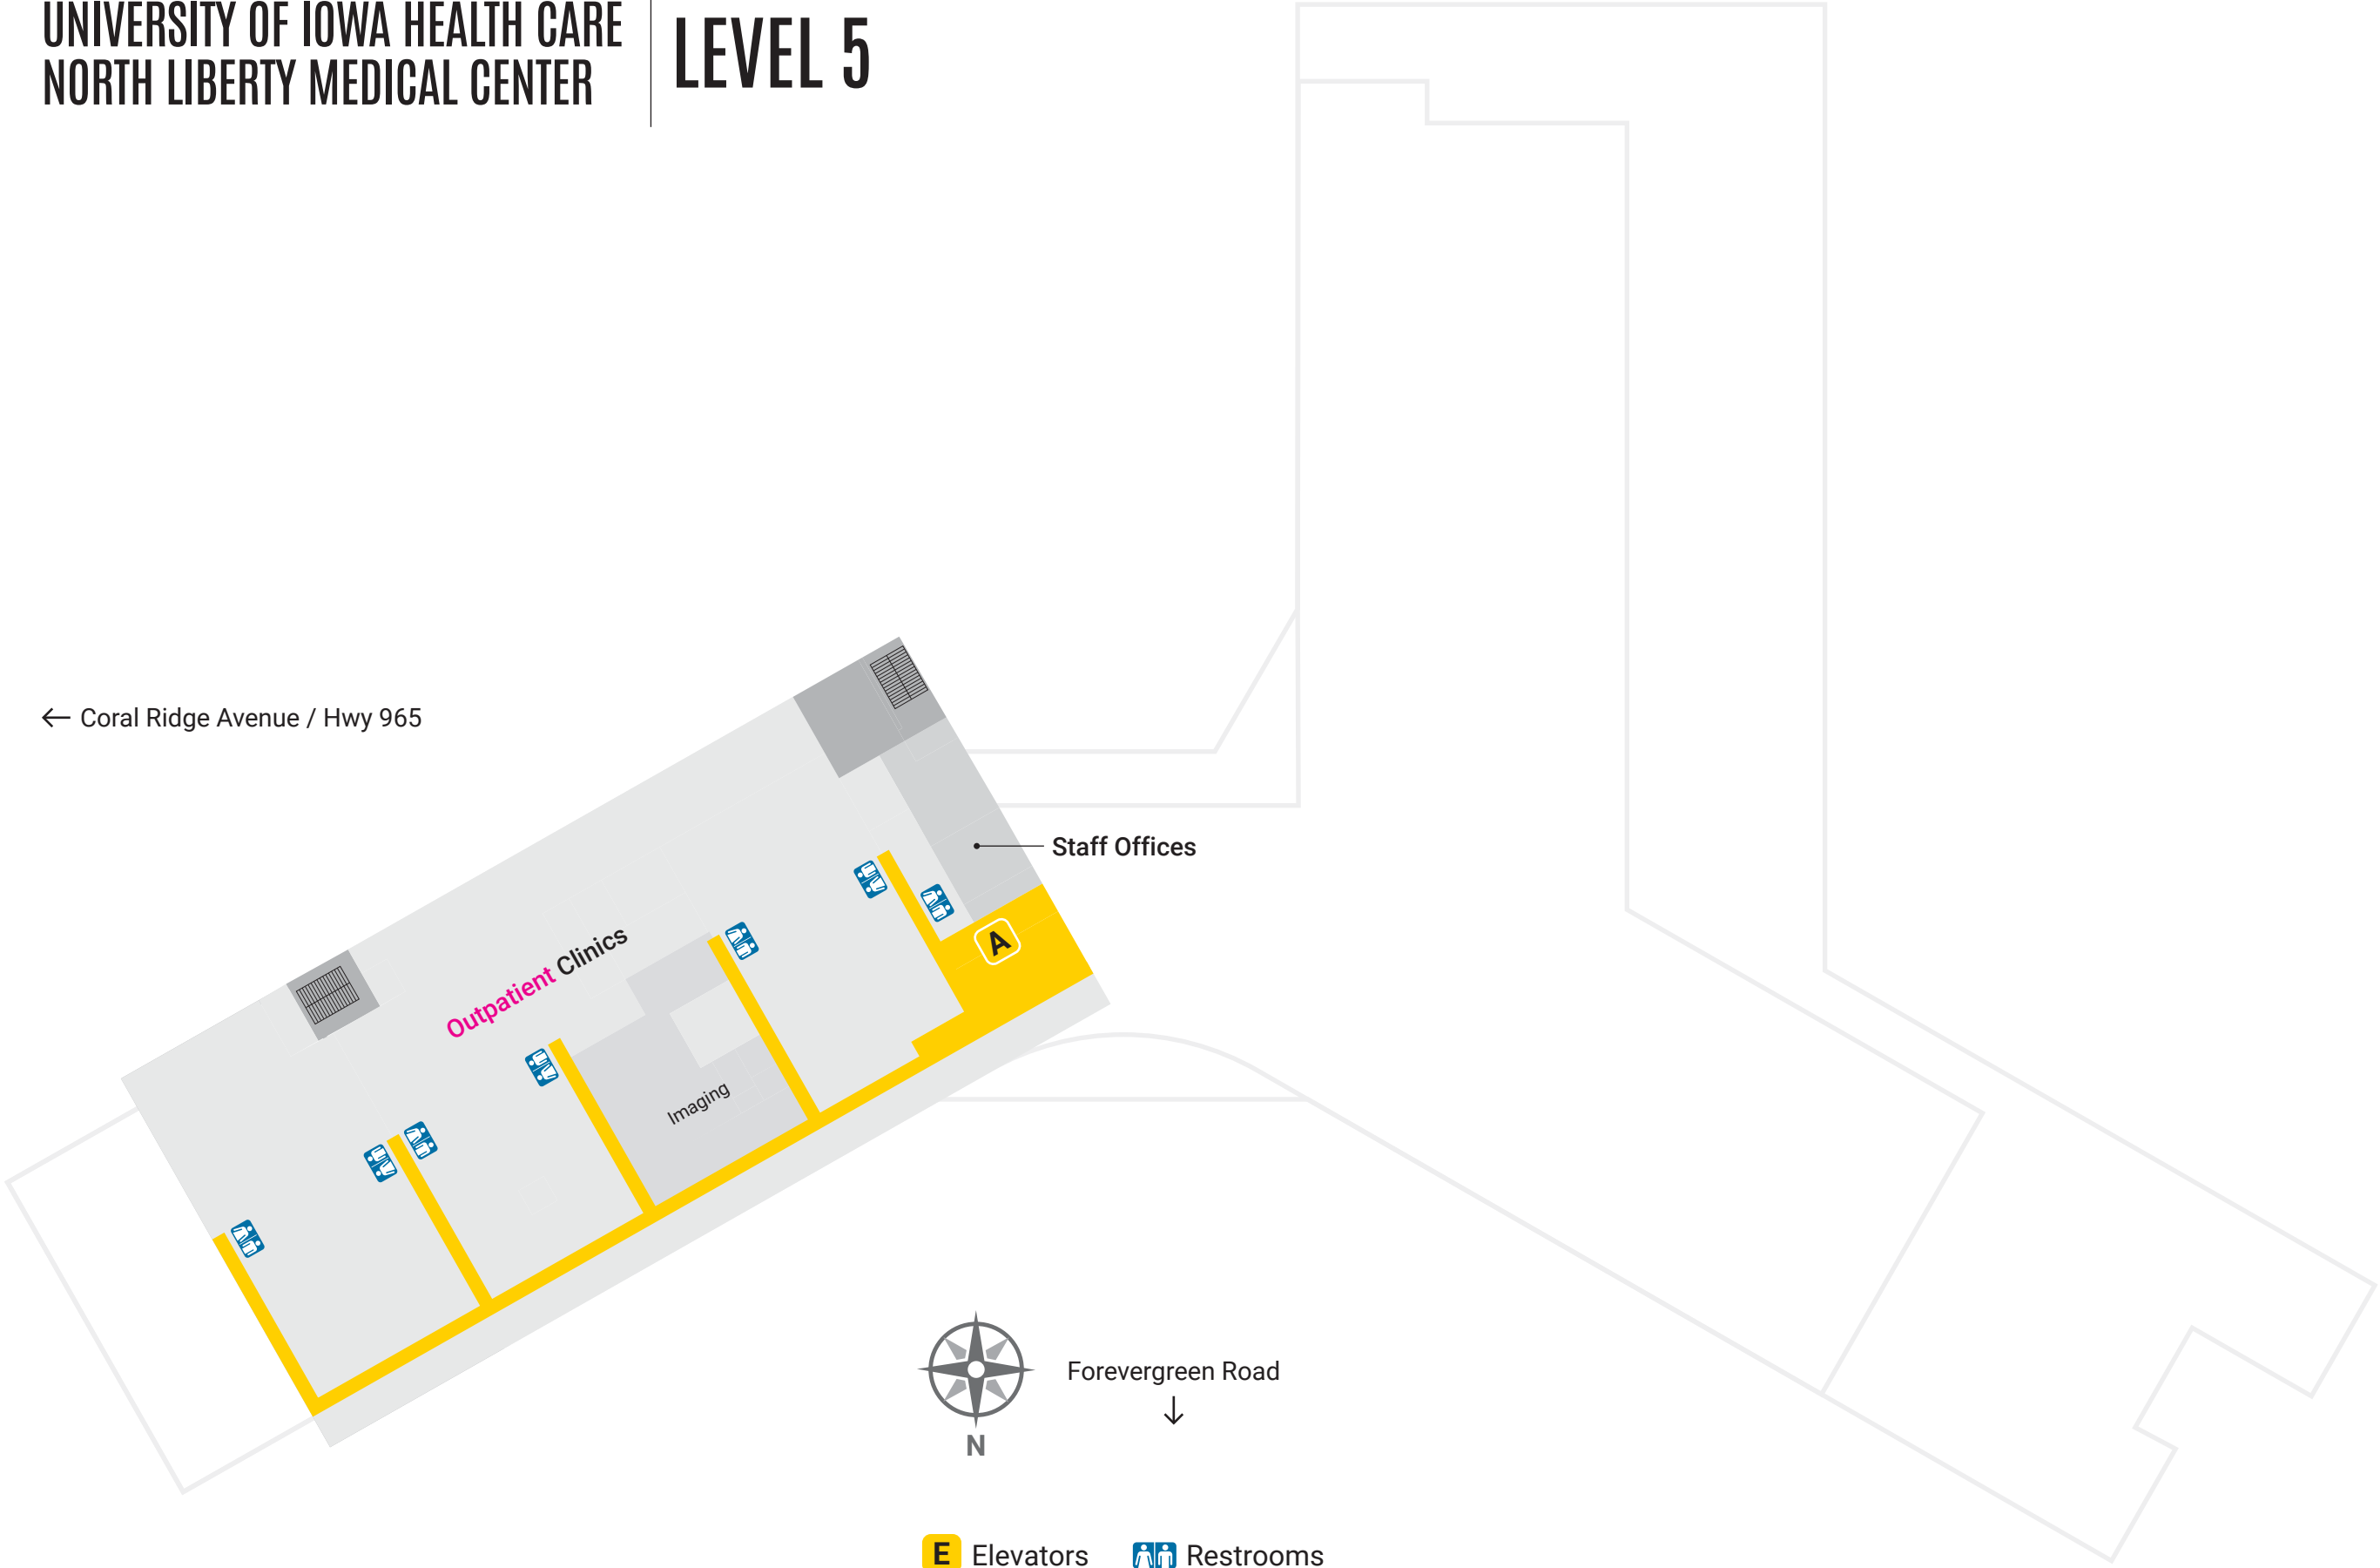 UNIVERSITY OF IOWA HEALTH CARE
NORTH LIBERTY MEDICAL CENTER
LEVEL 5
Coral Ridge Avenue / Hwy 965
Staff Offices
A
Outpatient Clinics
Imaging
Forevergreen Road
N
E Elevators
Restrooms